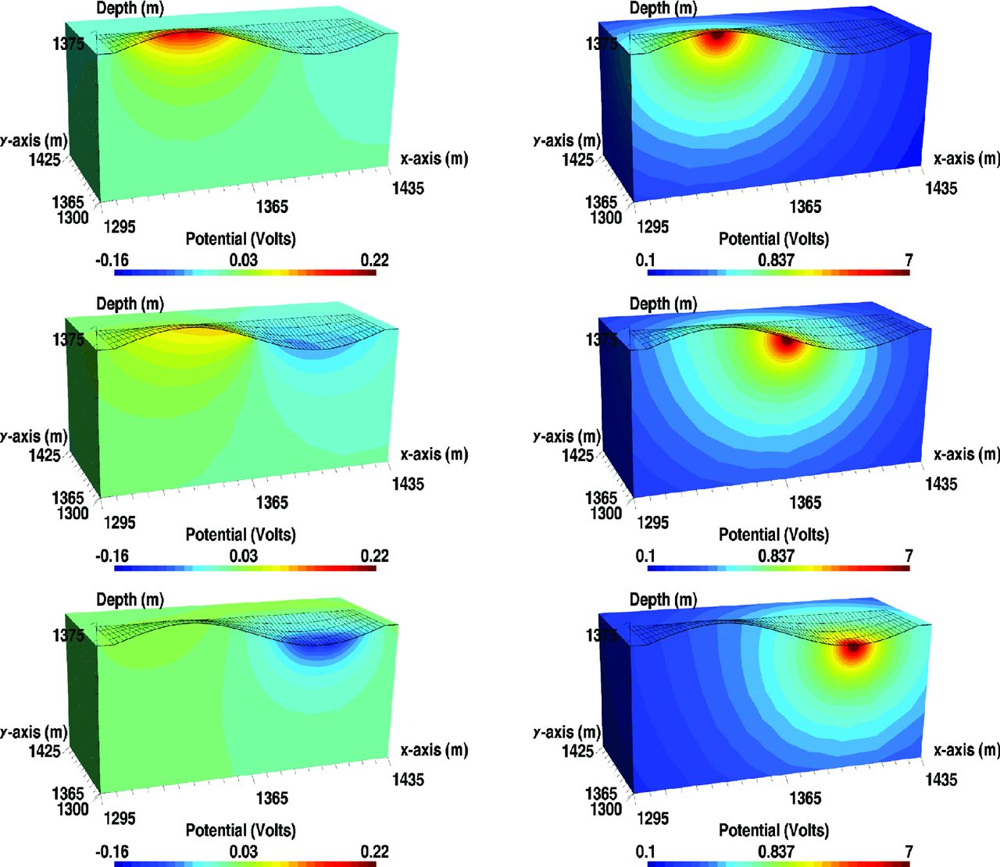 Depth (m)
1375
y-axis (m)
1425
x-axis (m)
1435
1365
1300
1365
1295
Potential (Volts)
-0.16 0.03 0.22
Depth (m)
1375
y-axis (m)
1425
x-axis (m)
1435
1365
1300
1365
1295
Potential (Volts)
0.1 0.837 7
Depth (m)
1375
y-axis (m)
1425
x-axis (m)
1435
1365
1300
1365
1295
Potential (Volts)
-0.16 0.03 0.22
Depth (m)
1375
y-axis (m)
1425
x-axis (m)
1435
1365
1300
1365
1295
Potential (Volts)
0.1 0.837 7
Depth (m)
1375
y-axis (m)
1425
x-axis (m)
1435
1365
1300
1365
1295
Potential (Volts)
-0.16 0.03 0.22
Depth (m)
1375
y-axis (m)
1425
x-axis (m)
1435
1365
1300
1365
1295
Potential (Volts)
0.1 0.837 7